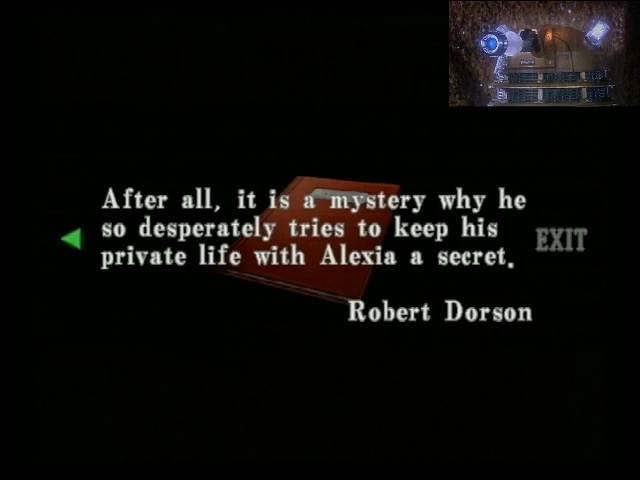 After all, it is a mystery why he
so desperately tries to keep his
private life with Alexia a secret.
EXIT
Robert Dorson